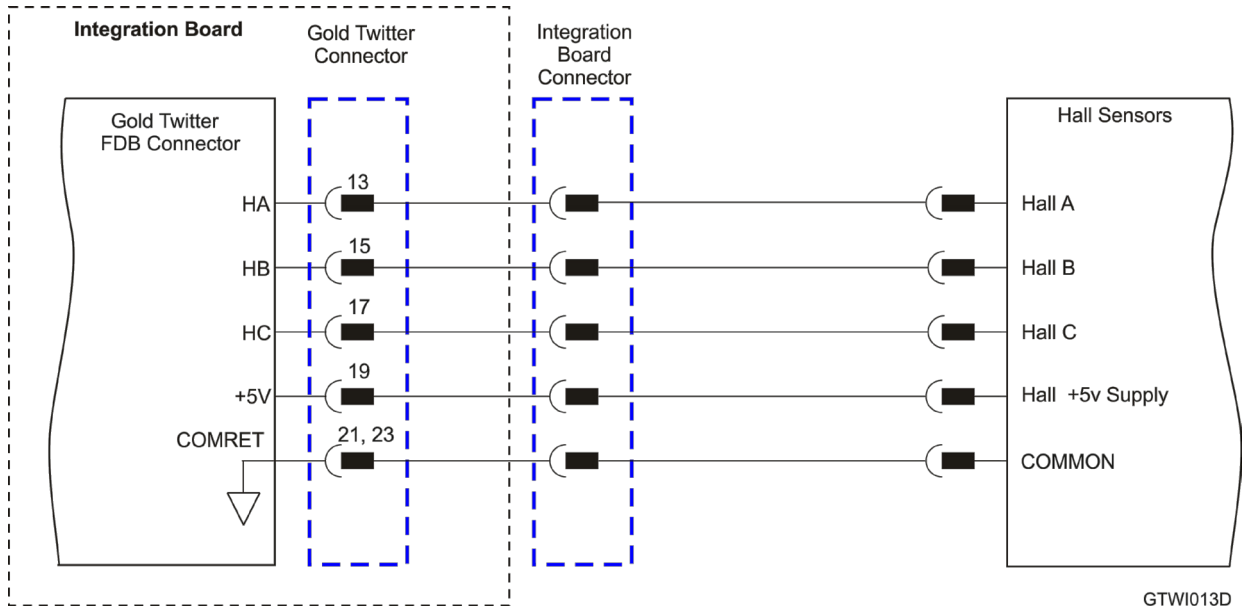 Integration Board
Gold Twitter
Connector
Integration
Board
Connector
Gold Twitter
FDB Connector
Hall Sensors
HA
13
Hall A
HB
15
Hall B
HC
17
Hall C
+5V
19
Hall +5v Supply
COMRET
21, 23
COMMON
GTWI013D